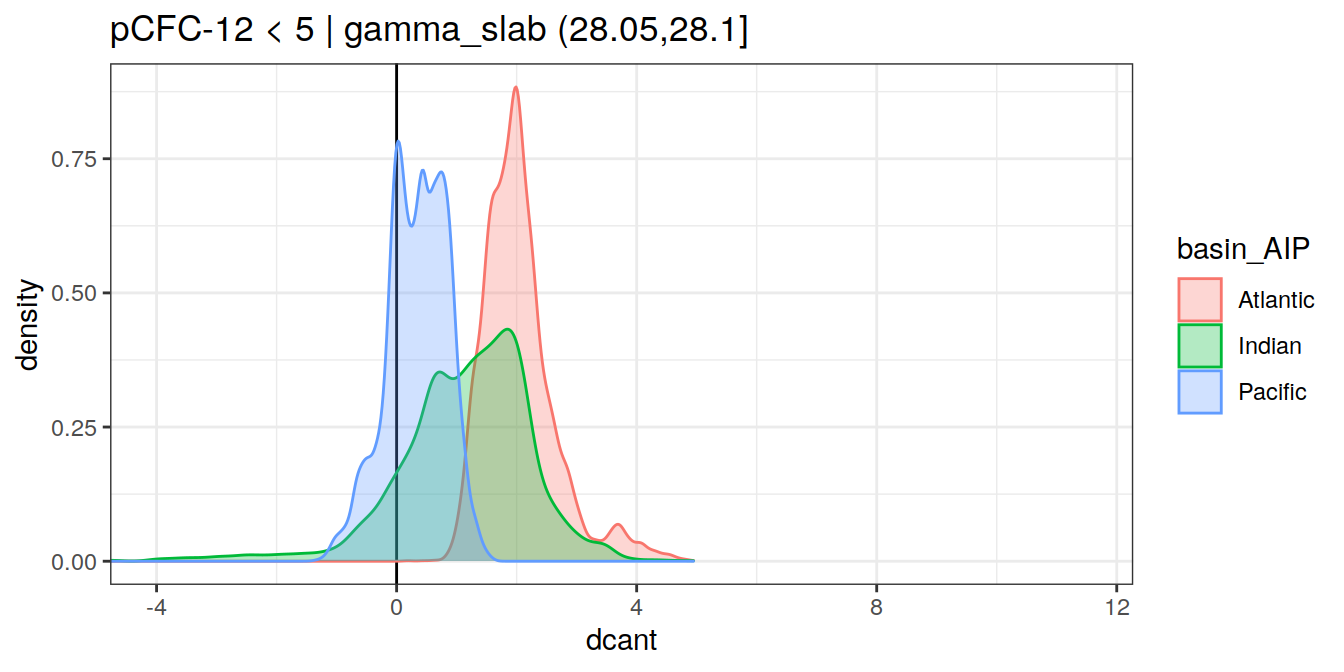 pCFC-12 < 5 | gamma_slab (28.05,28.1]
density
0.75
0.50
0.25
0.00
-4
0
4
8
12
dcant
basin_AIP
Atlantic
Indian
Pacific